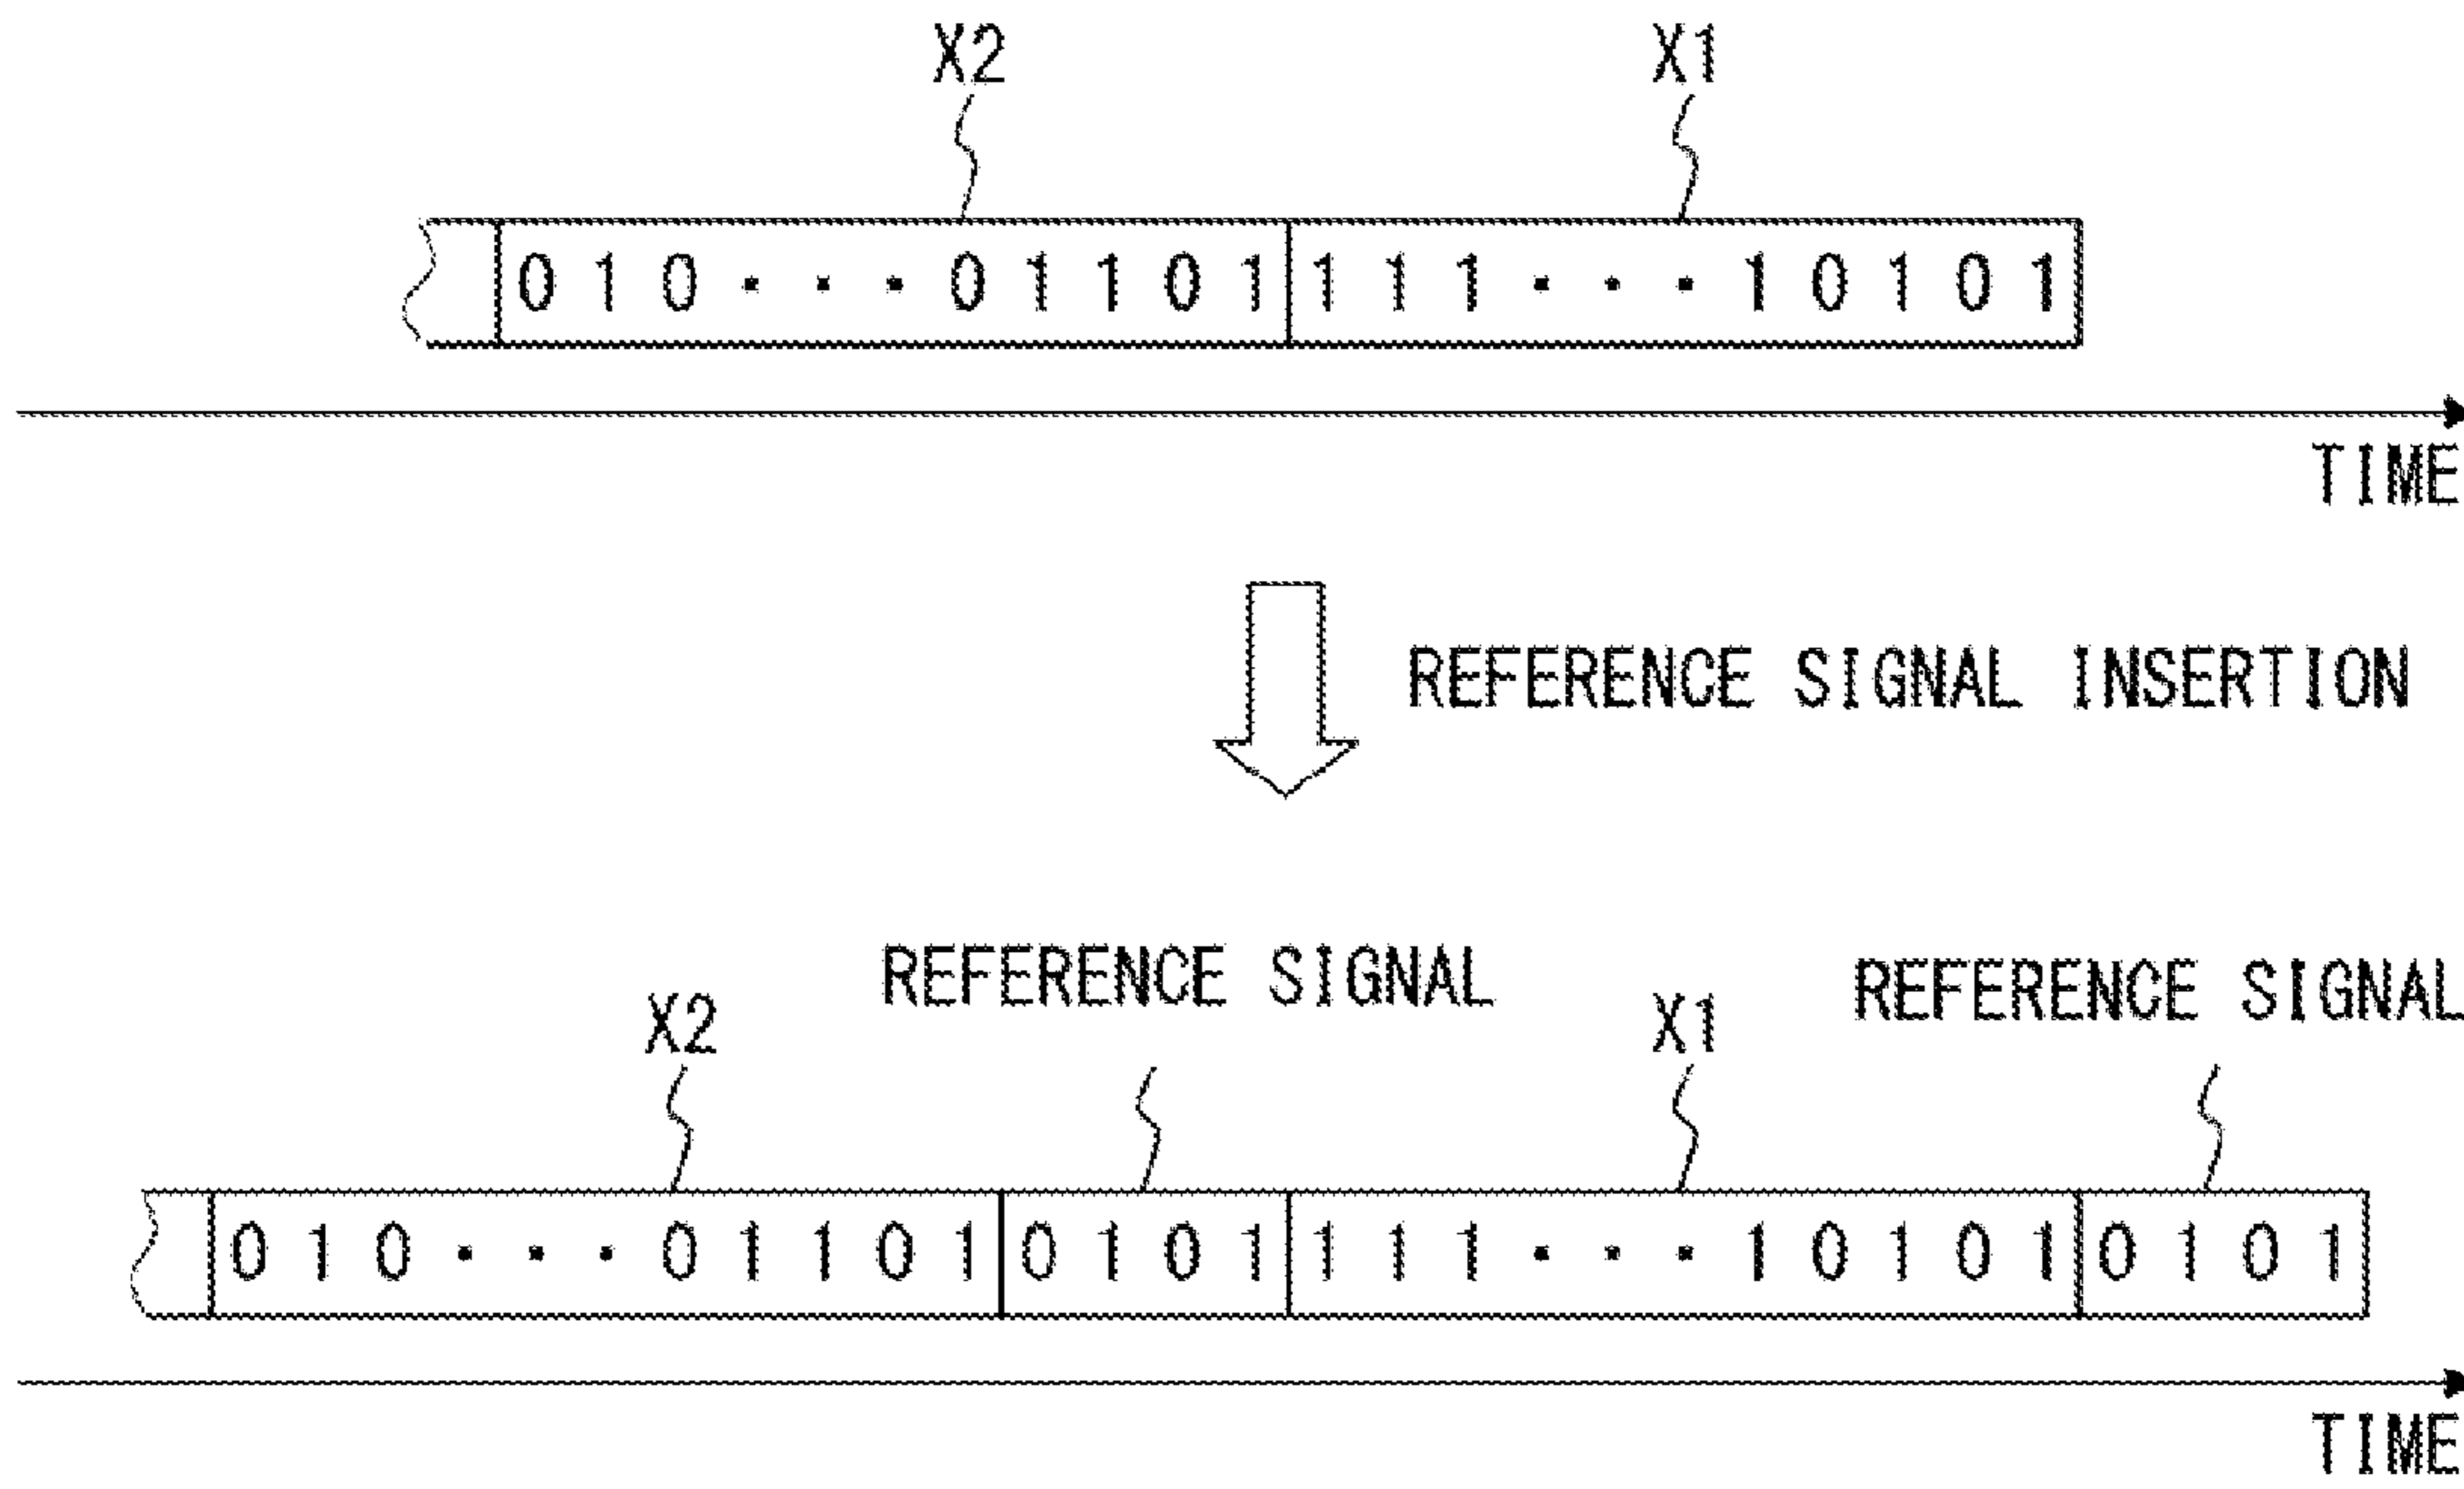 X2 X1
010･･･01101 111･･･10101
TIME
REFERENCE SIGNAL INSERTION
REFERENCE SIGNAL REFERENCE SIGNAL
X2 X1
010･･･01101 0101 111･･･10101 0101
TIME